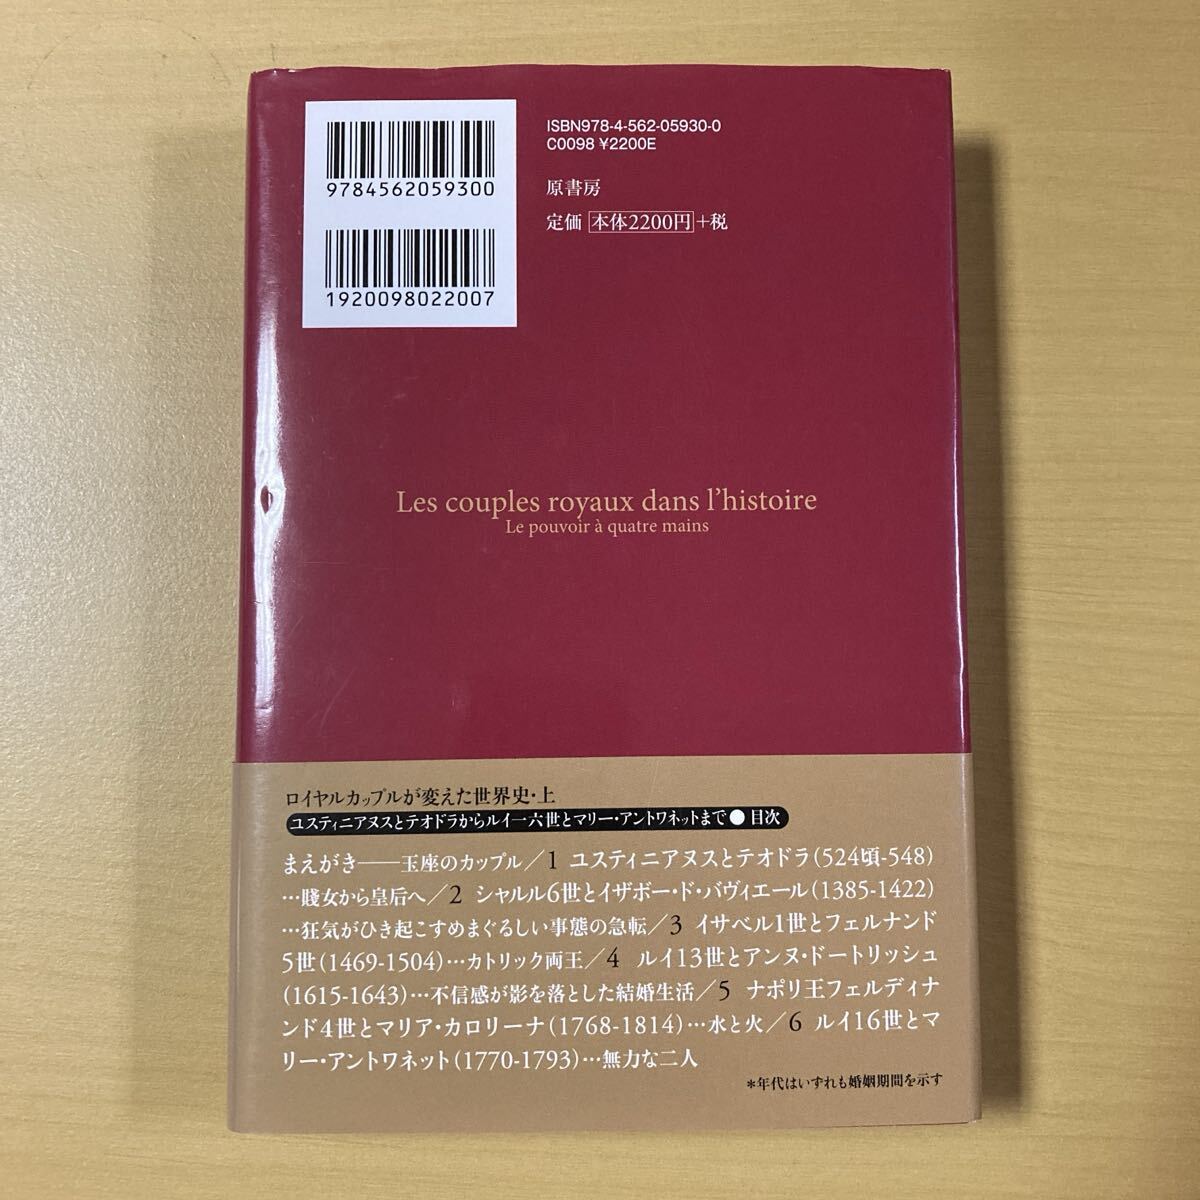 ISBN978-4-562-05930-0
C0098 ¥2200E
9784562059300
原書房
定価 本体2200円+税
1920098022007
Les couples royaux dans l'histoire
Le pouvoir à quatre mains
ロイヤルカップルが変えた世界史・上
ユスティニアヌスとテオドラからルイ一六世とマリー・アントワネットまで●目次
まえがき――玉座のカップル/1 ユスティニアヌスとテオドラ(524頃-548)
…賤女から皇后へ/2 シャルル6世とイザボー・ド・バヴィエール(1385-1422)
…狂気がひき起こすめまぐるしい事態の急転/3 イサベル1世とフェルナンド
5世(1469-1504)…カトリック両王/4 ルイ13世とアンヌ・ドートリッシュ
(1615-1643)…不信感が影を落とした結婚生活/5 ナポリ王フェルディナ
ンド4世とマリア・カロリーナ(1768-1814)…水と火/6 ルイ16世とマ
リー・アントワネット(1770-1793)…無力な二人
*年代はいずれも婚姻期間を示す